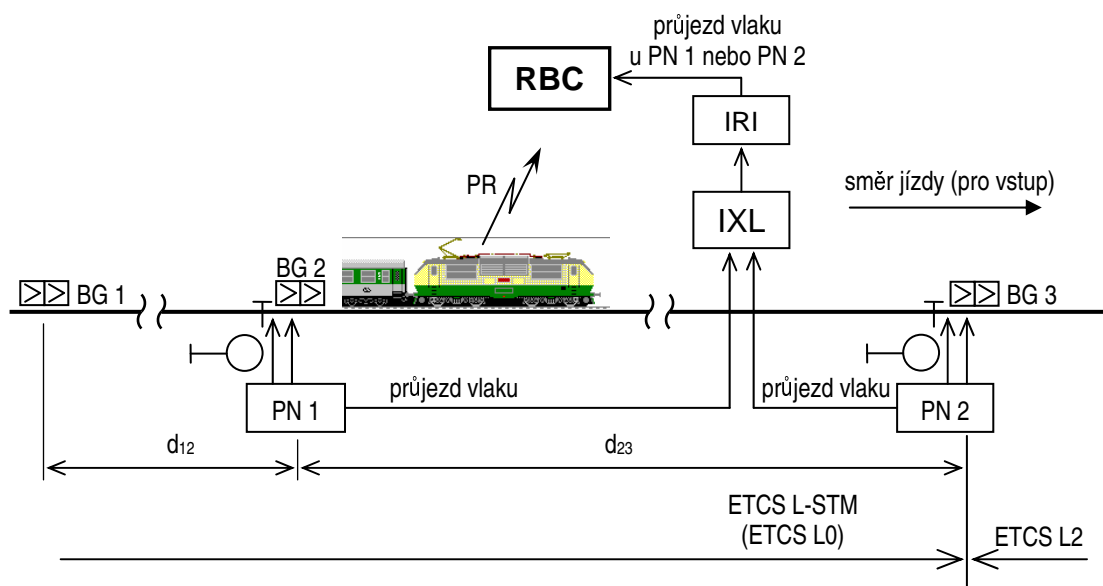 průjezd vlaku
u PN 1 nebo PN 2
RBC
IRI
PR
směr jízdy (pro vstup)
IXL
BG 1
BG 2
BG 3
průjezd vlaku
průjezd vlaku
PN 1
PN 2
d12
d23
ETCS L-STM
(ETCS L0)
ETCS L2